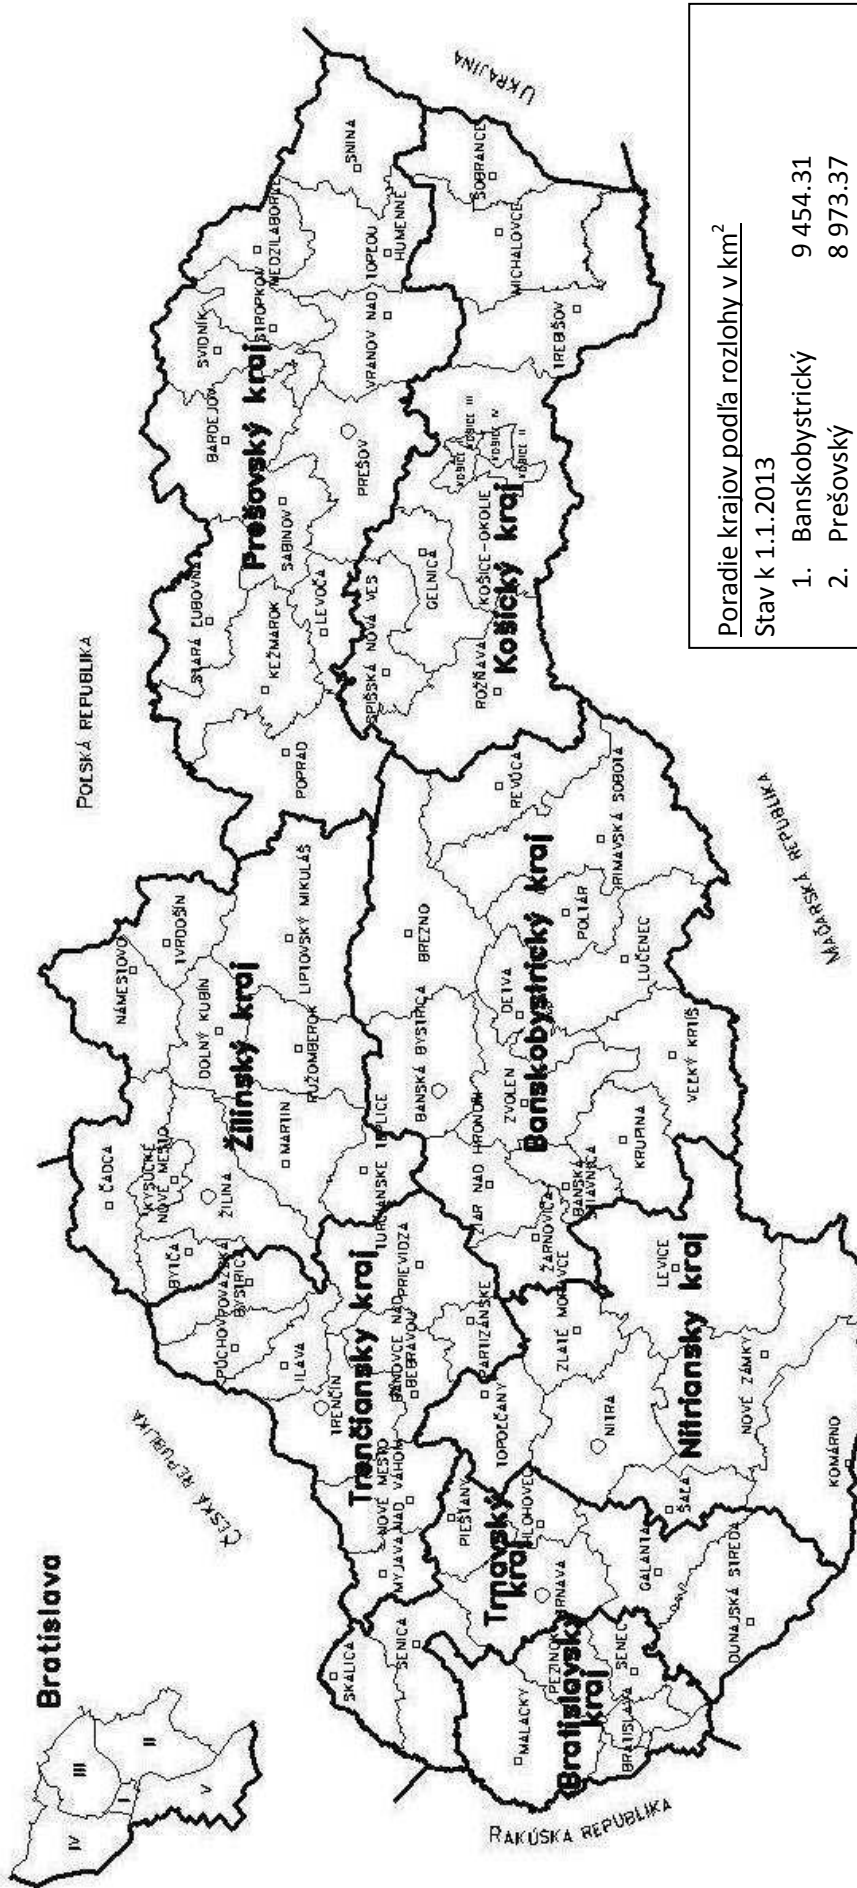 Bratislava
IV
III
I
II
V
ČESKÁ REPUBLIKA
POĽSKÁ REPUBLIKA
UKRAJINA
MAĎARSKÁ REPUBLIKA
RAKÚSKA REPUBLIKA
Bratislavský
kraj
MALACKY
PEZINOK
SENEC
BRATISLAVA
Trnavský
kraj
SKALICA
SENICA
PIEŠŤANY
HLOHOVEC
TRNAVA
GALANTA
DUNAJSKÁ STREDA
Trenčiansky kraj
MYJAVA
NOVÉ MESTO
NAD VÁHOM
TRENČÍN
ILAVA
PÚCHOV
POVAŽSKÁ
BYSTRICA
BÁNOVCE NAD
BEBRAVOU
PRIEVIDZA
PARTIZÁNSKE
Nitriansky kraj
TOPOĽČANY
ZLATÉ MORAVCE
NITRA
ŠAĽA
LEVICE
NOVÉ ZÁMKY
KOMÁRNO
Žilinský kraj
ČADCA
KYSUCKÉ
NOVÉ MESTO
BYTČA
ŽILINA
MARTIN
TURČIANSKE TEPLICE
NÁMESTOVO
TVRDOŠÍN
DOLNÝ KUBÍN
RUŽOMBEROK
LIPTOVSKÝ MIKULÁŠ
Banskobystrický kraj
BANSKÁ BYSTRICA
BREZNO
ŽIAR NAD HRONOM
ZVOLEN
DETVA
ŽARNOVICA
BANSKÁ
ŠTIAVNICA
KRUPINA
VEĽKÝ KRTÍŠ
LUČENEC
POLTÁR
RIMAVSKÁ SOBOTA
REVÚCA
Prešovský kraj
POPRAD
KEŽMAROK
STARÁ ĽUBOVŇA
LEVOČA
SABINOV
BARDEJOV
PREŠOV
SVIDNÍK
STROPKOV
MEDZILABORCE
VRANOV NAD TOPĽOU
HUMENNÉ
SNINA
Košický kraj
SPIŠSKÁ NOVÁ VES
GELNICA
ROŽŇAVA
KOŠICE-OKOLIE
KOŠICE III
KOŠICE IV
KOŠICE II
TREBIŠOV
MICHALOVCE
SOBRANCE
Poradie krajov podľa rozlohy v km²
Stav k 1.1.2013
1. Banskobystrický 9 454.31
2. Prešovský 8 973.37